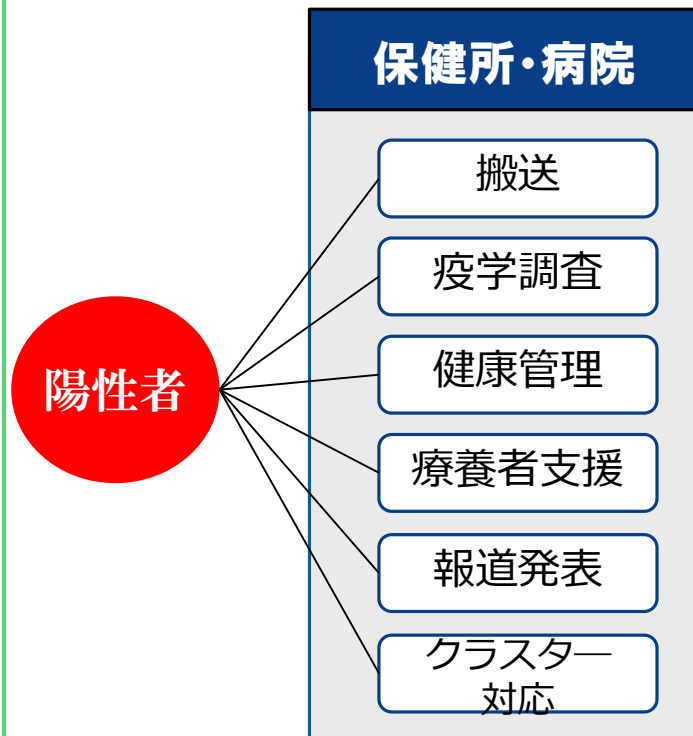 保健所・病院
搬送
疫学調査
健康管理
陽性者
療養者支援
報道発表
クラスター
対応